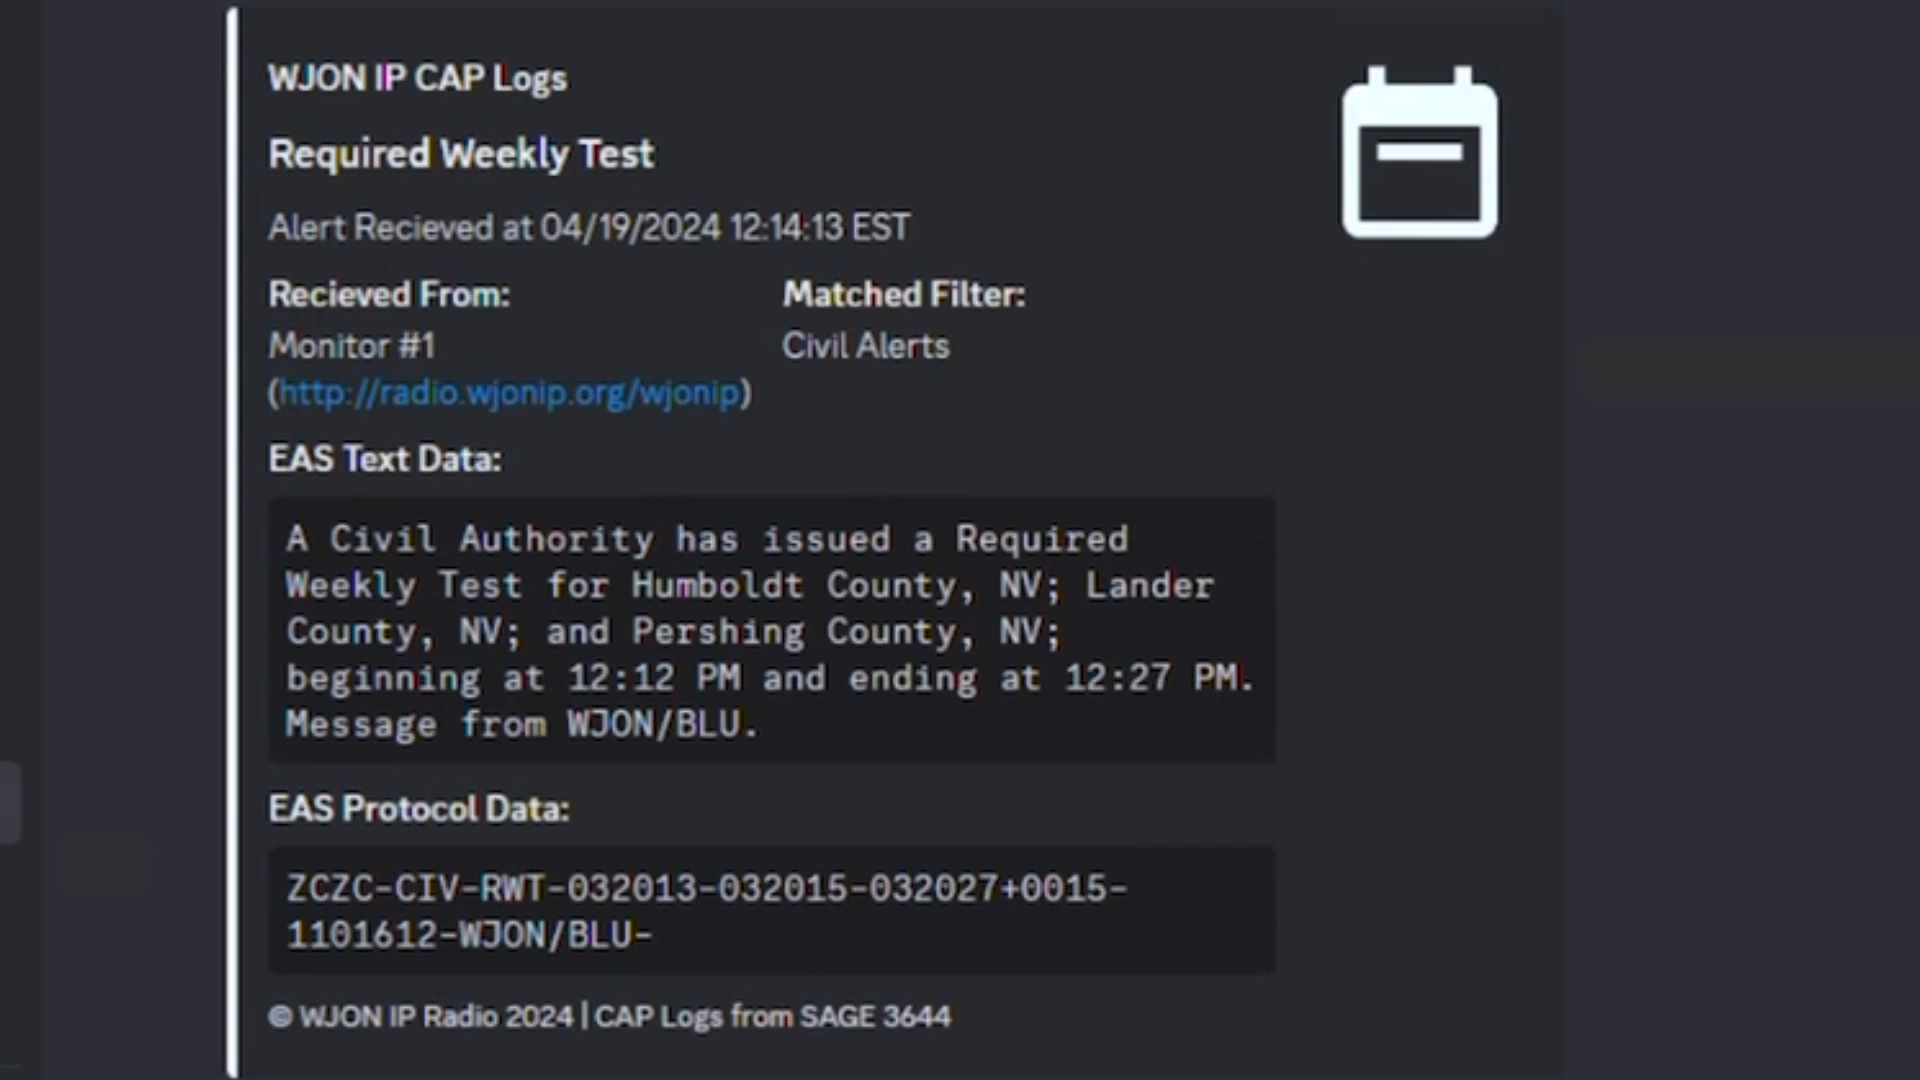 WJON IP CAP Logs
Required Weekly Test
Alert Recieved at 04/19/2024 12:14:13 EST
Recieved From:
Monitor #1
(http://radio.wjonip.org/wjonip)
Matched Filter:
Civil Alerts
EAS Text Data:
A Civil Authority has issued a Required
Weekly Test for Humboldt County, NV; Lander
County, NV; and Pershing County, NV;
beginning at 12:12 PM and ending at 12:27 PM.
Message from WJON/BLU.
EAS Protocol Data:
ZCZC-CIV-RWT-032013-032015-032027+0015-
1101612-WJON/BLU-
© WJON IP Radio 2024 | CAP Logs from SAGE 3644